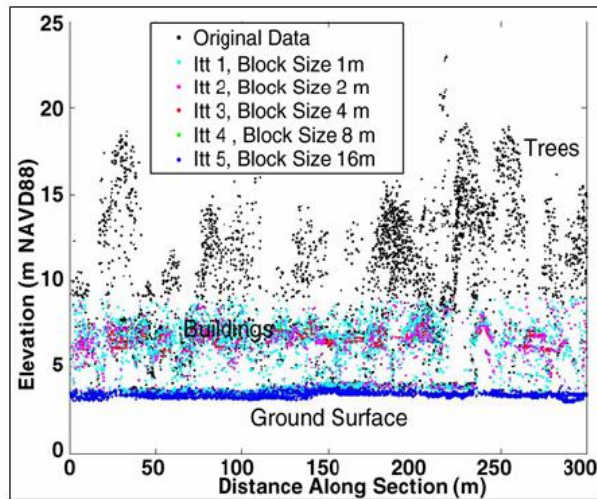 25
Original Data
Itt 1, Block Size 1m
Itt 2, Block Size 2 m
Itt 3, Block Size 4 m
Itt 4 , Block Size 8 m
Itt 5, Block Size 16m
20
Trees
15
10
Buildings
5
Ground Surface
0
0 50 100 150 200 250 300
Distance Along Section (m)
Elevation (m NAVD88)